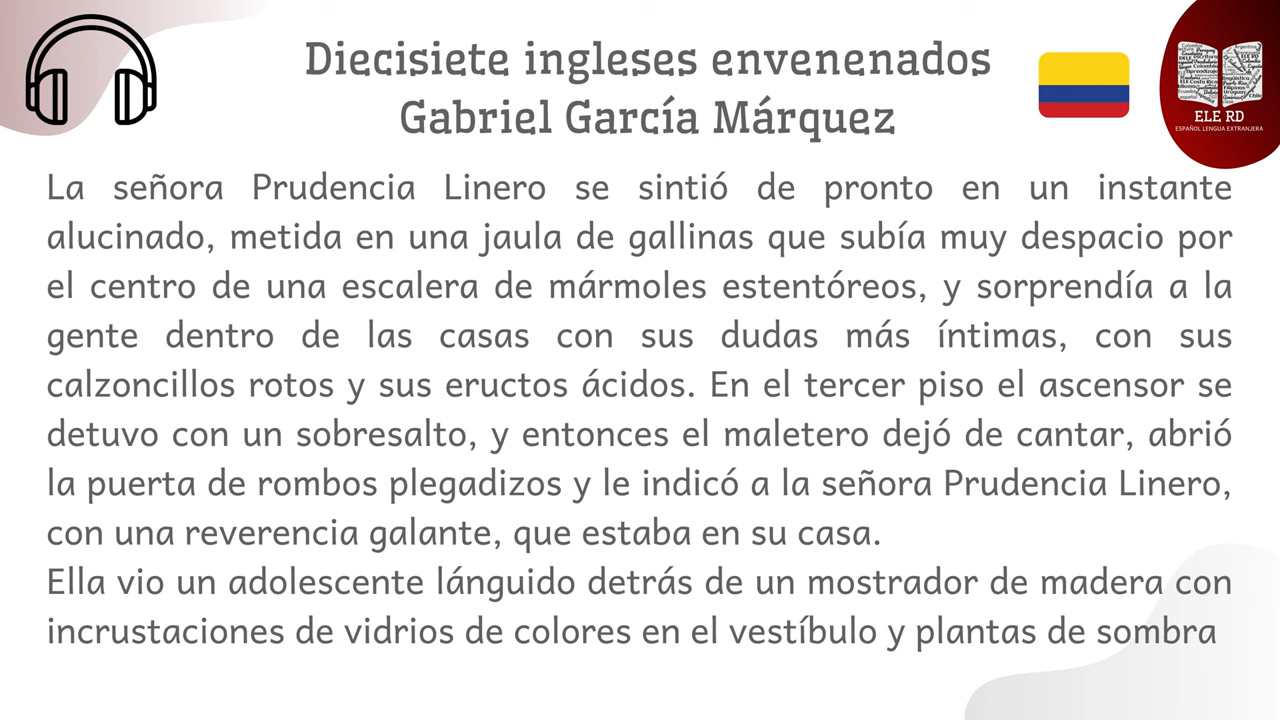 Diecisiete ingleses envenenados
Gabriel García Márquez
ELE RD
ESPAÑOL LENGUA EXTRANJERA
La señora Prudencia Linero se sintió de pronto en un instante
alucinado, metida en una jaula de gallinas que subía muy despacio por
el centro de una escalera de mármoles estentóreos, y sorprendía a la
gente dentro de las casas con sus dudas más íntimas, con sus
calzoncillos rotos y sus eructos ácidos. En el tercer piso el ascensor se
detuvo con un sobresalto, y entonces el maletero dejó de cantar, abrió
la puerta de rombos plegadizos y le indicó a la señora Prudencia Linero,
con una reverencia galante, que estaba en su casa.
Ella vio un adolescente lánguido detrás de un mostrador de madera con
incrustaciones de vidrios de colores en el vestíbulo y plantas de sombra